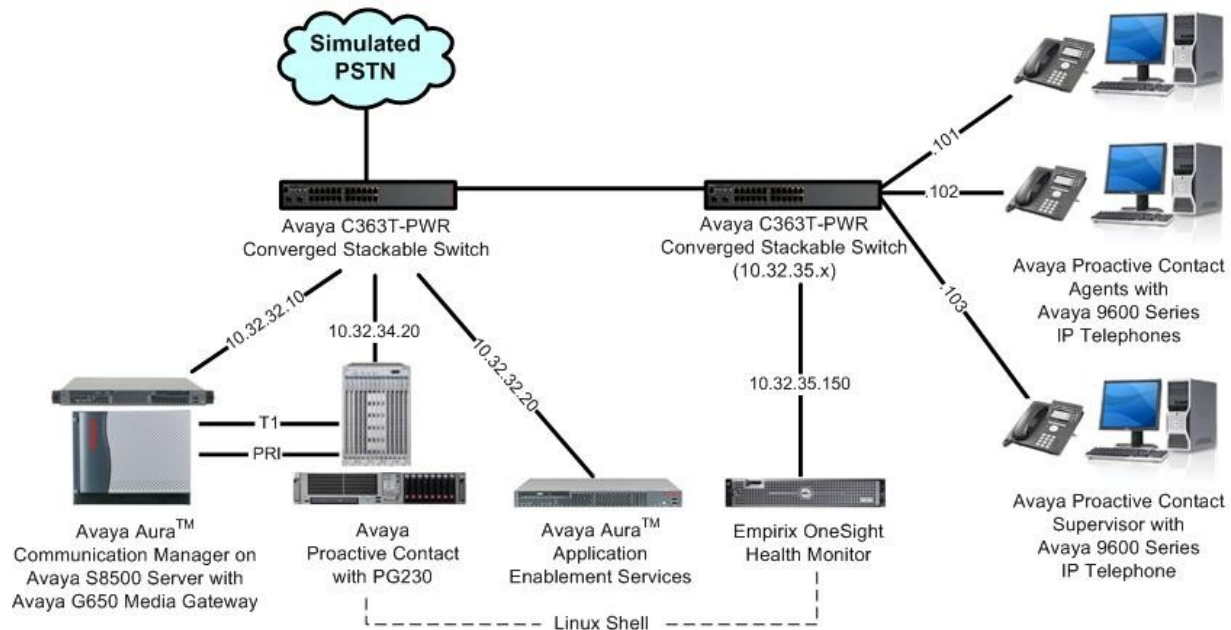 Simulated
PSTN
Avaya C363T-PWR
Converged Stackable Switch
Avaya C363T-PWR
Converged Stackable Switch
(10.32.35.x)
.101
.102
.103
Avaya Proactive Contact
Agents with
Avaya 9600 Series
IP Telephones
10.32.32.10
10.32.34.20
10.32.32.20
10.32.35.150
T1
PRI
Avaya Aura™
Communication Manager on
Avaya S8500 Server with
Avaya G650 Media Gateway
Avaya
Proactive Contact
with PG230
Avaya Aura™
Application
Enablement Services
Empirix OneSight
Health Monitor
Avaya Proactive Contact
Supervisor with
Avaya 9600 Series
IP Telephone
Linux Shell